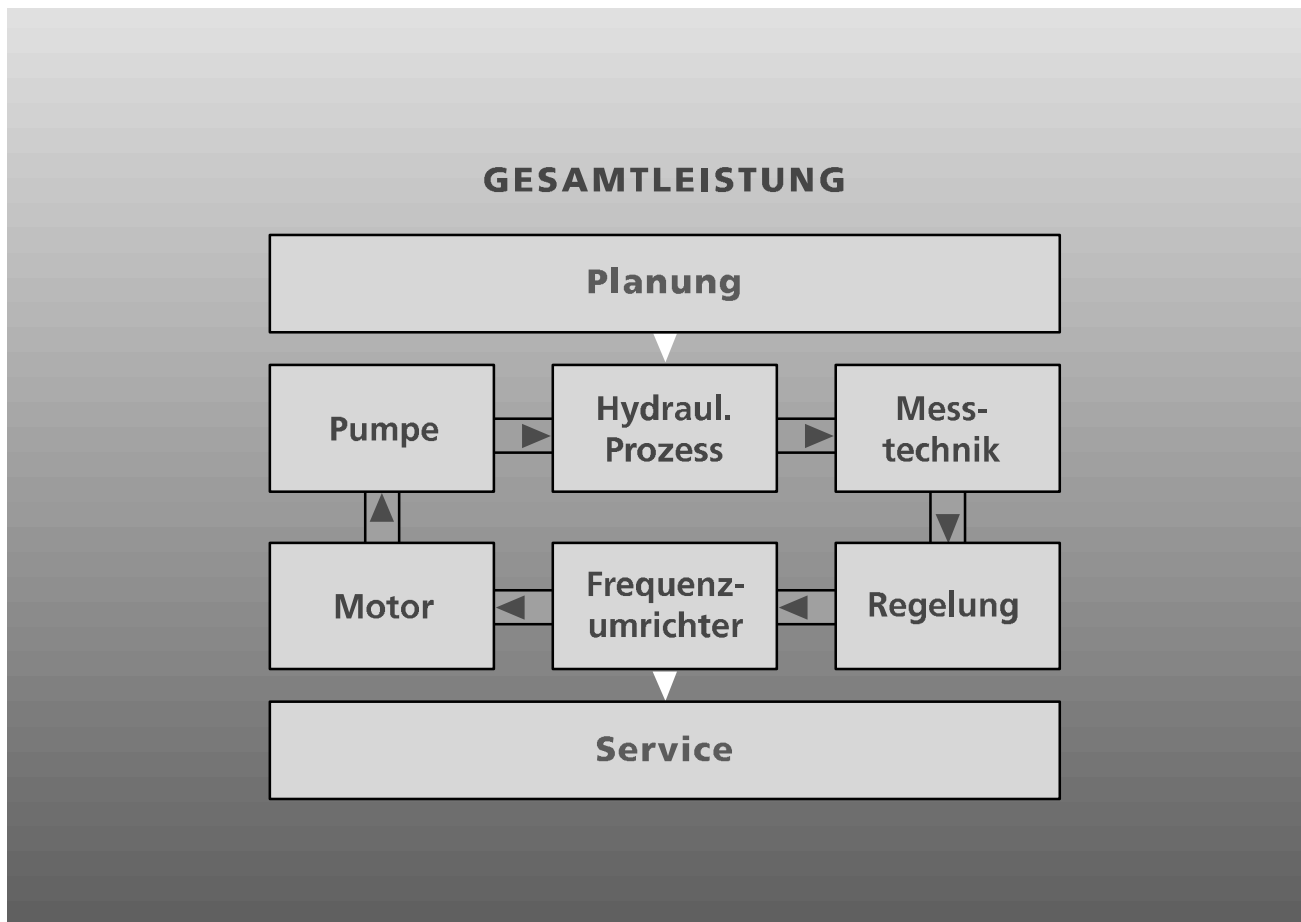 GESAMTLEISTUNG
Planung
Pumpe
Hydraul.
Prozess
Mess-
technik
Motor
Frequenz-
umrichter
Regelung
Service